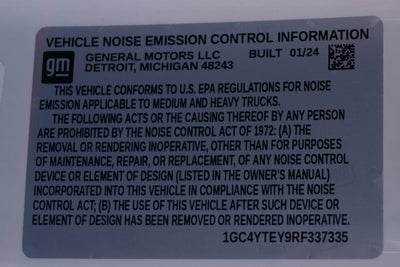 VEHICLE NOISE EMISSION CONTROL INFORMATION
gm
GENERAL MOTORS LLC BUILT 01/24
DETROIT, MICHIGAN 48243
THIS VEHICLE CONFORMS TO U.S. EPA REGULATIONS FOR NOISE
EMISSION APPLICABLE TO MEDIUM AND HEAVY TRUCKS.
THE FOLLOWING ACTS OR THE CAUSING THEREOF BY ANY PERSON
ARE PROHIBITED BY THE NOISE CONTROL ACT OF 1972: (A) THE
REMOVAL OR RENDERING INOPERATIVE, OTHER THAN FOR PURPOSES
OF MAINTENANCE, REPAIR, OR REPLACEMENT, OF ANY NOISE CONTROL
DEVICE OR ELEMENT OF DESIGN (LISTED IN THE OWNER'S MANUAL)
INCORPORATED INTO THIS VEHICLE IN COMPLIANCE WITH THE NOISE
CONTROL ACT; (B) THE USE OF THIS VEHICLE AFTER SUCH DEVICE OR
ELEMENT OF DESIGN HAS BEEN REMOVED OR RENDERED INOPERATIVE.
1GC4YTEY9RF337335